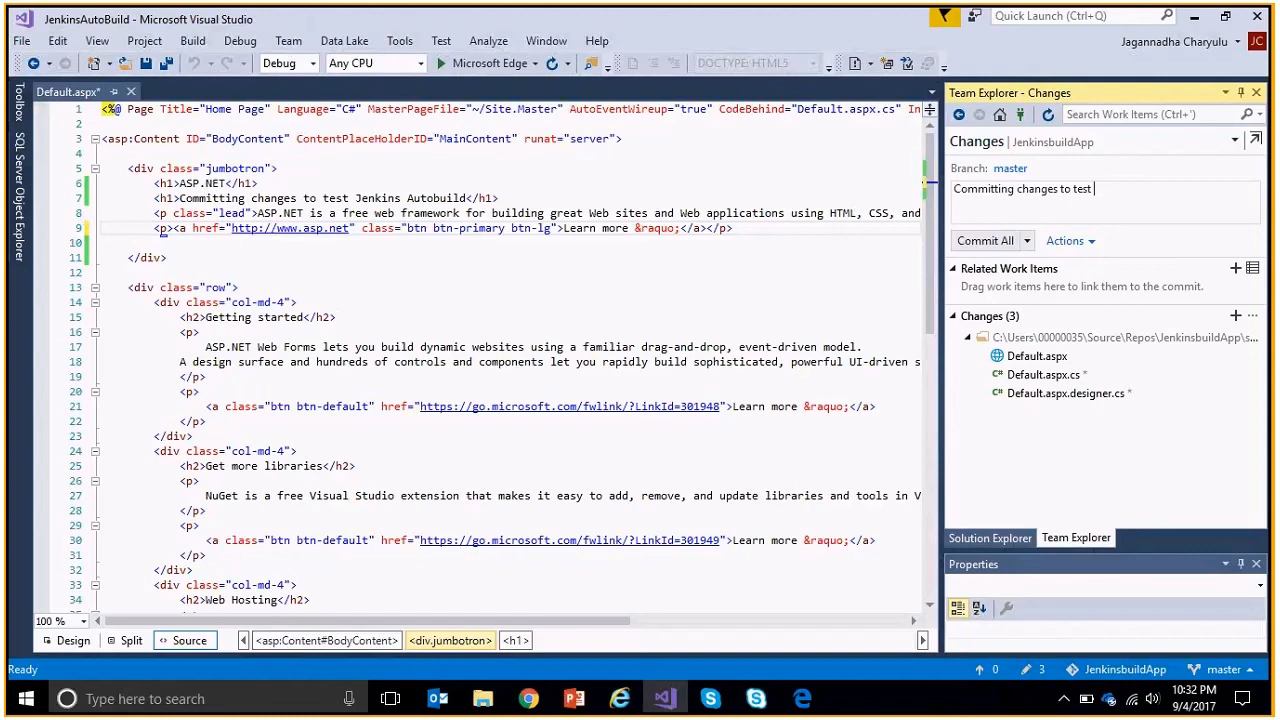 JenkinsAutoBuild - Microsoft Visual Studio
Quick Launch (Ctrl+Q)
File Edit View Project Build Debug Team Data Lake Tools Test Analyze Window Help
Jagannadha Charyulu JC
Debug Any CPU Microsoft Edge DOCTYPE: HTML5
Toolbox
SQL Server Object Explorer
Default.aspx*
1 <%@ Page Title="Home Page" Language="C#" MasterPageFile="~/Site.Master" AutoEventWireup="true" CodeBehind="Default.aspx.cs" In
2
3 <asp:Content ID="BodyContent" ContentPlaceHolderID="MainContent" runat="server">
4
5 <div class="jumbotron">
6 <h1>ASP.NET</h1>
7 <h1>Committing changes to test Jenkins Autobuild</h1>
8 <p class="lead">ASP.NET is a free web framework for building great Web sites and Web applications using HTML, CSS, and
9 <p><a href="http://www.asp.net" class="btn btn-primary btn-lg">Learn more &raquo;</a></p>
10
11 </div>
12
13 <div class="row">
14 <div class="col-md-4">
15 <h2>Getting started</h2>
16 <p>
17 ASP.NET Web Forms lets you build dynamic websites using a familiar drag-and-drop, event-driven model.
18 A design surface and hundreds of controls and components let you rapidly build sophisticated, powerful UI-driven s
19 </p>
20 <p>
21 <a class="btn btn-default" href="https://go.microsoft.com/fwlink/?LinkId=301948">Learn more &raquo;</a>
22 </p>
23 </div>
24 <div class="col-md-4">
25 <h2>Get more libraries</h2>
26 <p>
27 NuGet is a free Visual Studio extension that makes it easy to add, remove, and update libraries and tools in V
28 </p>
29 <p>
30 <a class="btn btn-default" href="https://go.microsoft.com/fwlink/?LinkId=301949">Learn more &raquo;</a>
31 </p>
32 </div>
33 <div class="col-md-4">
34 <h2>Web Hosting</h2>
100 %
Design Split Source <asp:Content#BodyContent> <div.jumbotron> <h1>
Team Explorer - Changes
Search Work Items (Ctrl+')
Changes | JenkinsbuildApp
Branch: master
Committing changes to test
Commit All Actions
Related Work Items
Drag work items here to link them to the commit.
Changes (3)
C:\Users\00000035\Source\Repos\JenkinsbuildApp\s...
Default.aspx
Default.aspx.cs *
Default.aspx.designer.cs *
Solution Explorer Team Explorer
Properties
Ready 0 3 JenkinsbuildApp master
Type here to search
10:32 PM
9/4/2017